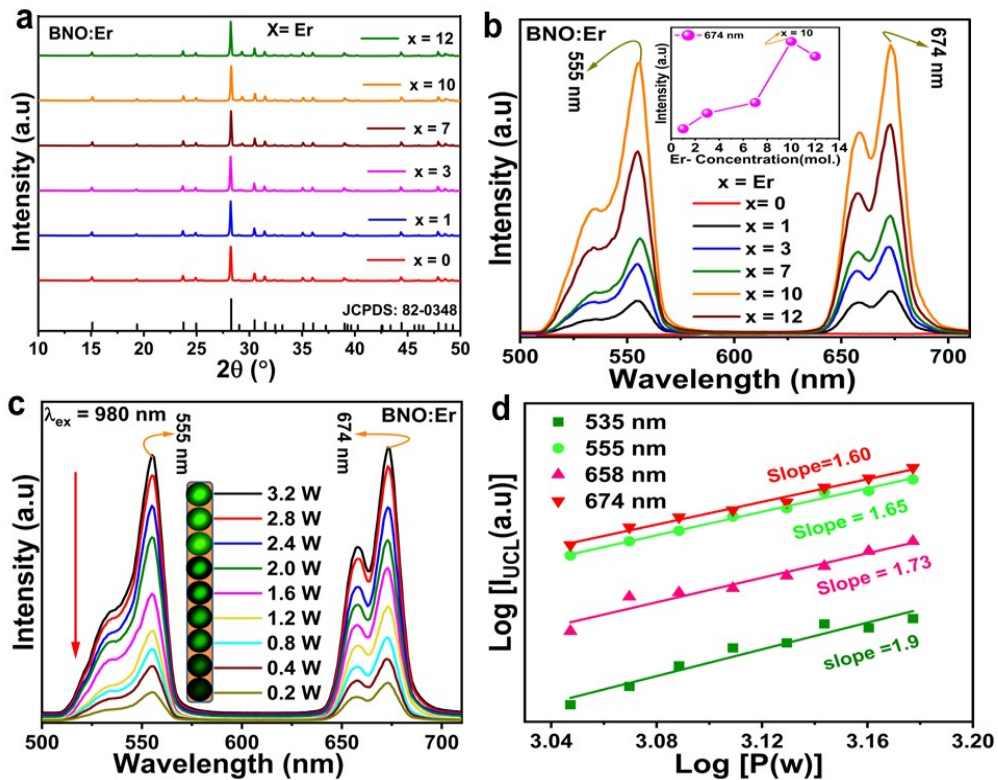 a
BNO:Er
X= Er
x = 12
x = 10
x = 7
x = 3
x = 1
x = 0
JCPDS: 82-0348
Intensity (a.u)
10 15 20 25 30 35 40 45 50
2θ (°)
b
BNO:Er
555 nm
674 nm
674 nm
x = 10
Intensity (a.u)
0 2 4 6 8 10 12 14
Er- Concentration(mol.)
x = Er
x= 0
x = 1
x = 3
x = 7
x = 10
x = 12
Intensity (a.u)
500 550 600 650 700
Wavelength (nm)
c
λex = 980 nm
BNO:Er
555 nm
674 nm
3.2 W
2.8 W
2.4 W
2.0 W
1.6 W
1.2 W
0.8 W
0.4 W
0.2 W
Intensity (a.u)
500 550 600 650 700
Wavelength (nm)
d
535 nm
555 nm
658 nm
674 nm
Slope=1.60
Slope = 1.65
Slope = 1.73
slope =1.9
Log [IUCL(a.u)]
3.04 3.08 3.12 3.16 3.20
Log [P(w)]